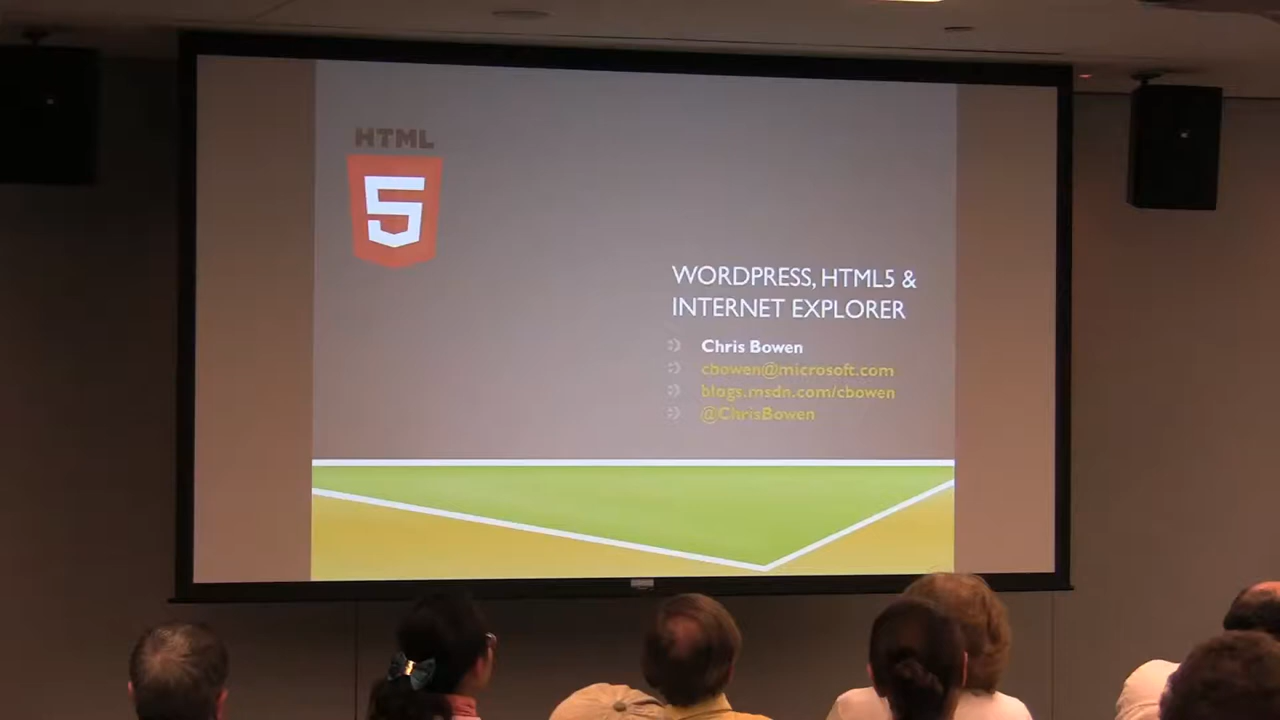 HTML
5
WORDPRESS, HTML5 &
INTERNET EXPLORER
Chris Bowen
cbowen@microsoft.com
blogs.msdn.com/cbowen
@ChrisBowen